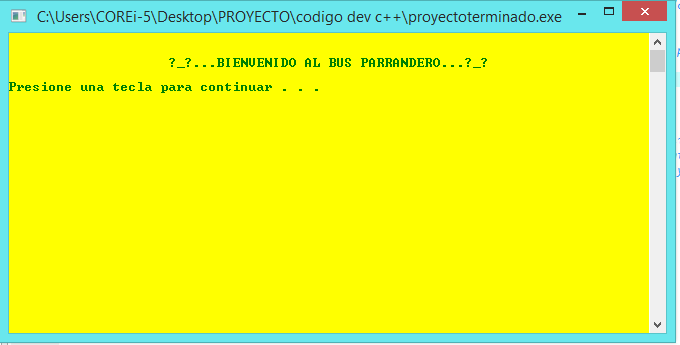 C:\Users\COREi-5\Desktop\PROYECTO\codigo dev c++\proyectoterminado.exe
?_?...BIENVENIDO AL BUS PARRANDERO...?_?
Presione una tecla para continuar . . .